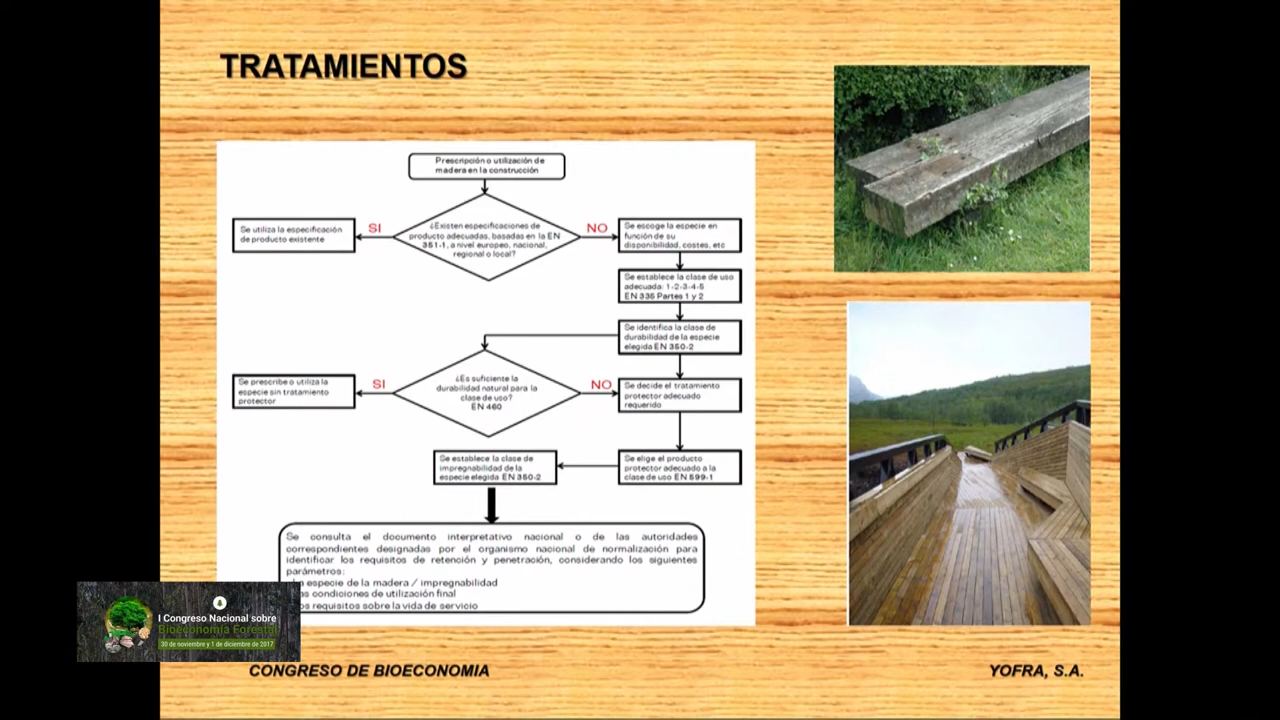 TRATAMIENTOS
Prescripción o utilización de
madera en la construcción
¿Existen especificaciones de
producto adecuadas, basadas en la EN
351-1, a nivel europeo, nacional,
regional o local?
SI
NO
Se utiliza la especificación
de producto existente
Se escoge la especie en
función de su
disponibilidad, costes, etc
Se establece la clase de uso
adecuada: 1-2-3-4-5
EN 335 Partes 1 y 2
Se identifica la clase de
durabilidad de la especie
elegida EN 350-2
¿Es suficiente la
durabilidad natural para la
clase de uso?
EN 460
SI
NO
Se prescribe o utiliza la
especie sin tratamiento
protector
Se decide el tratamiento
protector adecuado
requerido
Se elige el producto
protector adecuado a la
clase de uso EN 599-1
Se establece la clase de
impregnabilidad de la
especie elegida EN 350-2
Se consulta el documento interpretativo nacional o de las autoridades
correspondientes designadas por el organismo nacional de normalización para
identificar los requisitos de retención y penetración, considerando los siguientes
parámetros:
La especie de la madera / impregnabilidad
as condiciones de utilización final
os requisitos sobre la vida de servicio
I Congreso Nacional sobre
Bioeconomía Forestal
30 de noviembre y 1 de diciembre de 2017
CONGRESO DE BIOECONOMIA
YOFRA, S.A.